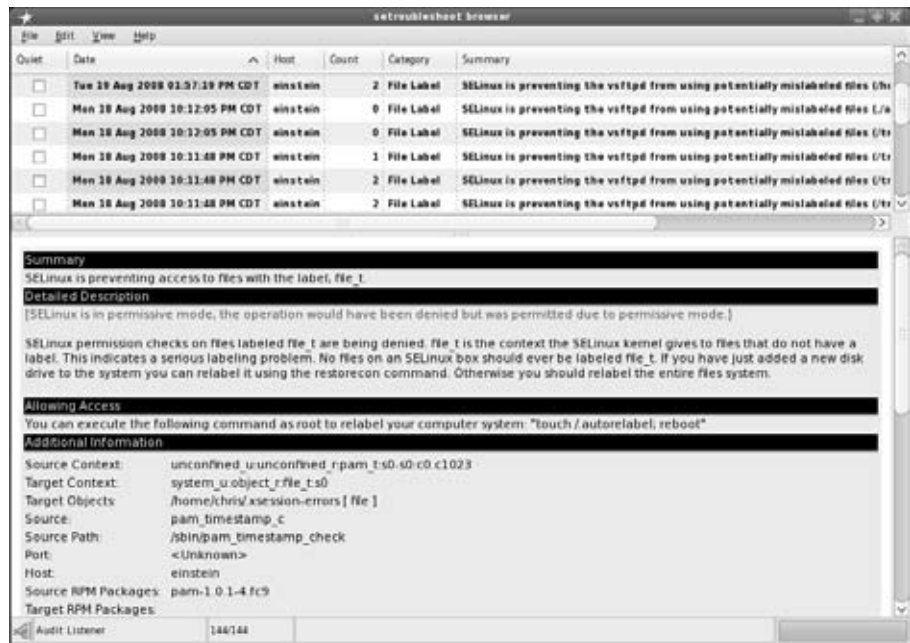 setroubleshoot browser
File Edit View Help
Quiet Date Host Count Category Summary
Tue 19 Aug 2008 01:57:19 PM CDT einstein 2 File Label SELinux is preventing the vsftpd from using potentially mislabeled files (/h
Mon 18 Aug 2008 10:12:05 PM CDT einstein 0 File Label SELinux is preventing the vsftpd from using potentially mislabeled files (./a
Mon 18 Aug 2008 10:12:05 PM CDT einstein 0 File Label SELinux is preventing the vsftpd from using potentially mislabeled files (/tr
Mon 18 Aug 2008 10:11:48 PM CDT einstein 1 File Label SELinux is preventing the vsftpd from using potentially mislabeled files (/tr
Mon 18 Aug 2008 10:11:48 PM CDT einstein 2 File Label SELinux is preventing the vsftpd from using potentially mislabeled files (/tr
Mon 18 Aug 2008 10:11:48 PM CDT einstein 2 File Label SELinux is preventing the vsftpd from using potentially mislabeled files (/tr
Summary
SELinux is preventing access to files with the label, file_t.
Detailed Description
[SELinux is in permissive mode, the operation would have been denied but was permitted due to permissive mode.]
SELinux permission checks on files labeled file_t are being denied. file_t is the context the SELinux kernel gives to files that do not have a
label. This indicates a serious labeling problem. No files on an SELinux box should ever be labeled file_t. If you have just added a new disk
drive to the system you can relabel it using the restorecon command. Otherwise you should relabel the entire files system.
Allowing Access
You can execute the following command as root to relabel your computer system: "touch /.autorelabel; reboot"
Additional Information
Source Context: unconfined_u:unconfined_r:pam_t:s0-s0:c0.c1023
Target Context: system_u:object_r:file_t:s0
Target Objects: /home/chris/.xsession-errors [ file ]
Source: pam_timestamp_c
Source Path: /sbin/pam_timestamp_check
Port: <Unknown>
Host: einstein
Source RPM Packages: pam-1.0.1-4.fc9
Target RPM Packages:
Audit Listener 144/144